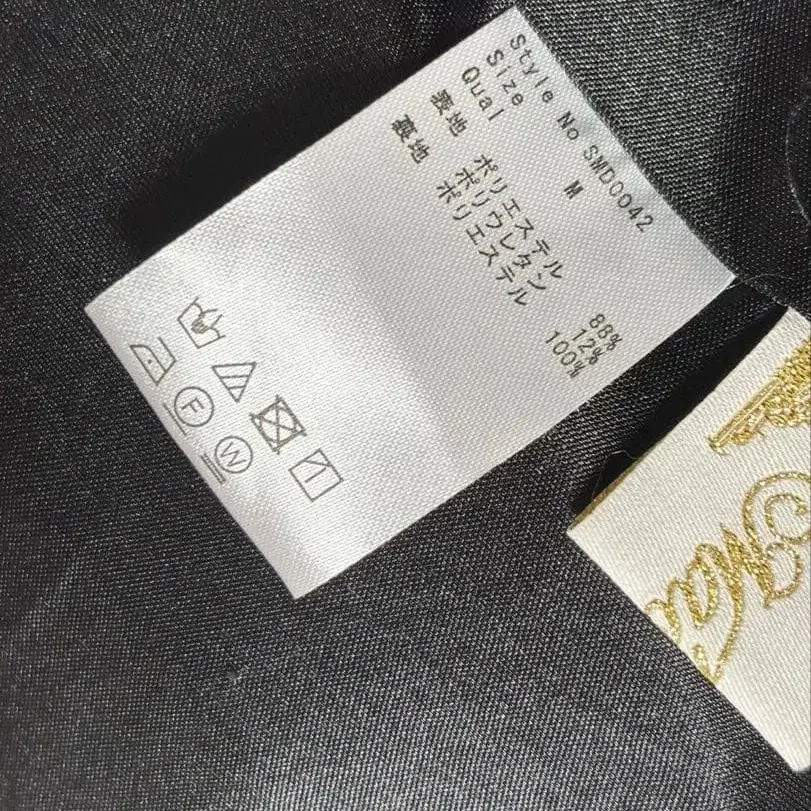 Style No SMD0042
Size M
Qual
表地 ポリエステル 88%
ポリウレタン 12%
裏地 ポリエステル 100%
F
W
Ma